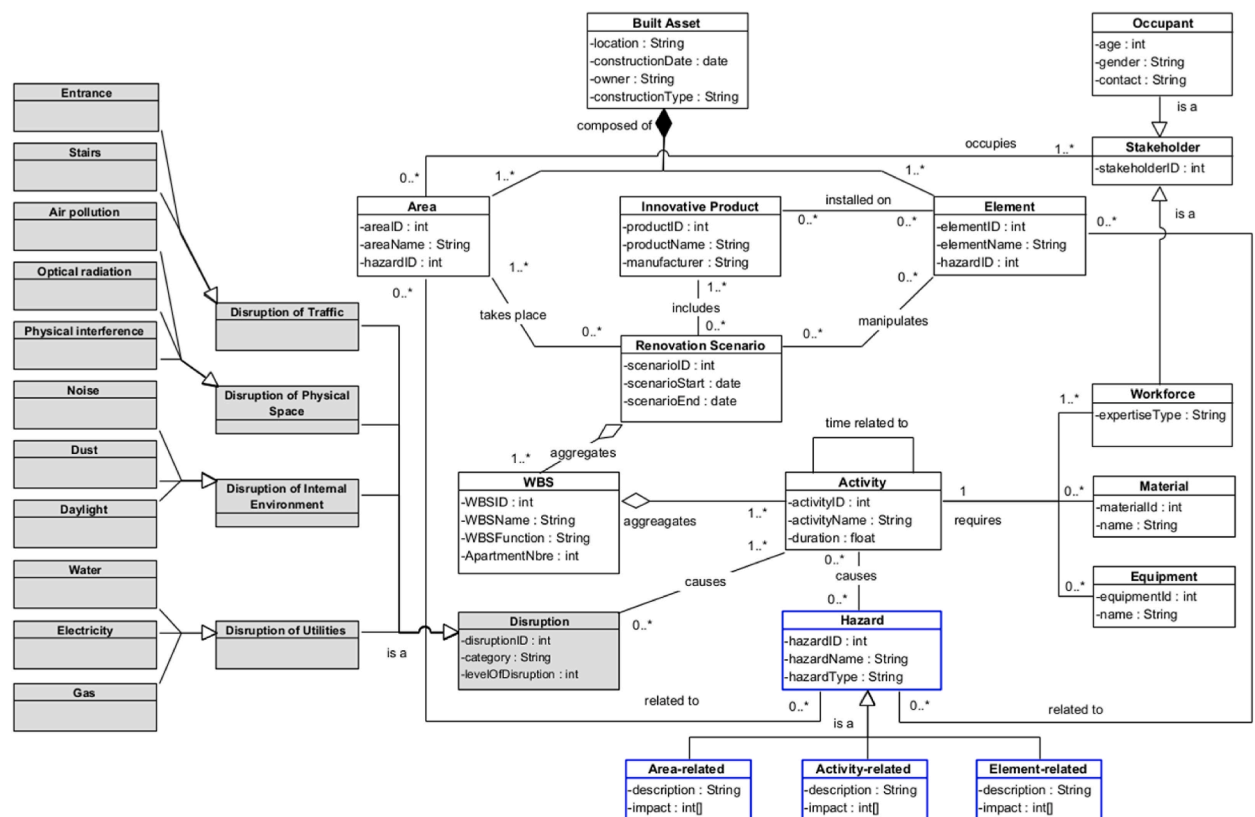 Built Asset
-location : String
-constructionDate : date
-owner : String
-constructionType : String
Occupant
-age : int
-gender : String
-contact : String
is a
composed of
occupies
1..*
Stakeholder
-stakeholderID : int
is a
0..*
1..*
1..*
Area
-areaID : int
-areaName : String
-hazardID : int
Innovative Product
-productID : int
-productName : String
-manufacturer : String
installed on
0..*
0..*
Element
-elementID : int
-elementName : String
-hazardID : int
0..*
1..*
0..*
takes place
0..*
1..*
includes
0..*
0..*
manipulates
0..*
Renovation Scenario
-scenarioID : int
-scenarioStart : date
-scenarioEnd : date
Entrance
Stairs
Air pollution
Optical radiation
Physical interference
Noise
Dust
Daylight
Water
Electricity
Gas
Disruption of Traffic
Disruption of Physical
Space
Disruption of Internal
Environment
Disruption of Utilities
is a
aggregates
1..*
WBS
-WBSID : int
-WBSName : String
-WBSFunction : String
-ApartmentNbre : int
aggreagates
1..*
time related to
Activity
-activityID : int
-activityName : String
-duration : float
1
requires
1..*
Workforce
-expertiseType : String
0..*
Material
-materialId : int
-name : String
0..*
Equipment
-equipmentId : int
-name : String
1..*
causes
0..*
0..*
causes
0..*
Disruption
-disruptionID : int
-category : String
-levelOfDisruption : int
Hazard
-hazardID : int
-hazardName : String
-hazardType : String
related to
0..*
0..*
related to
is a
Area-related
-description : String
-impact : int[]
Activity-related
-description : String
-impact : int[]
Element-related
-description : String
-impact : int[]